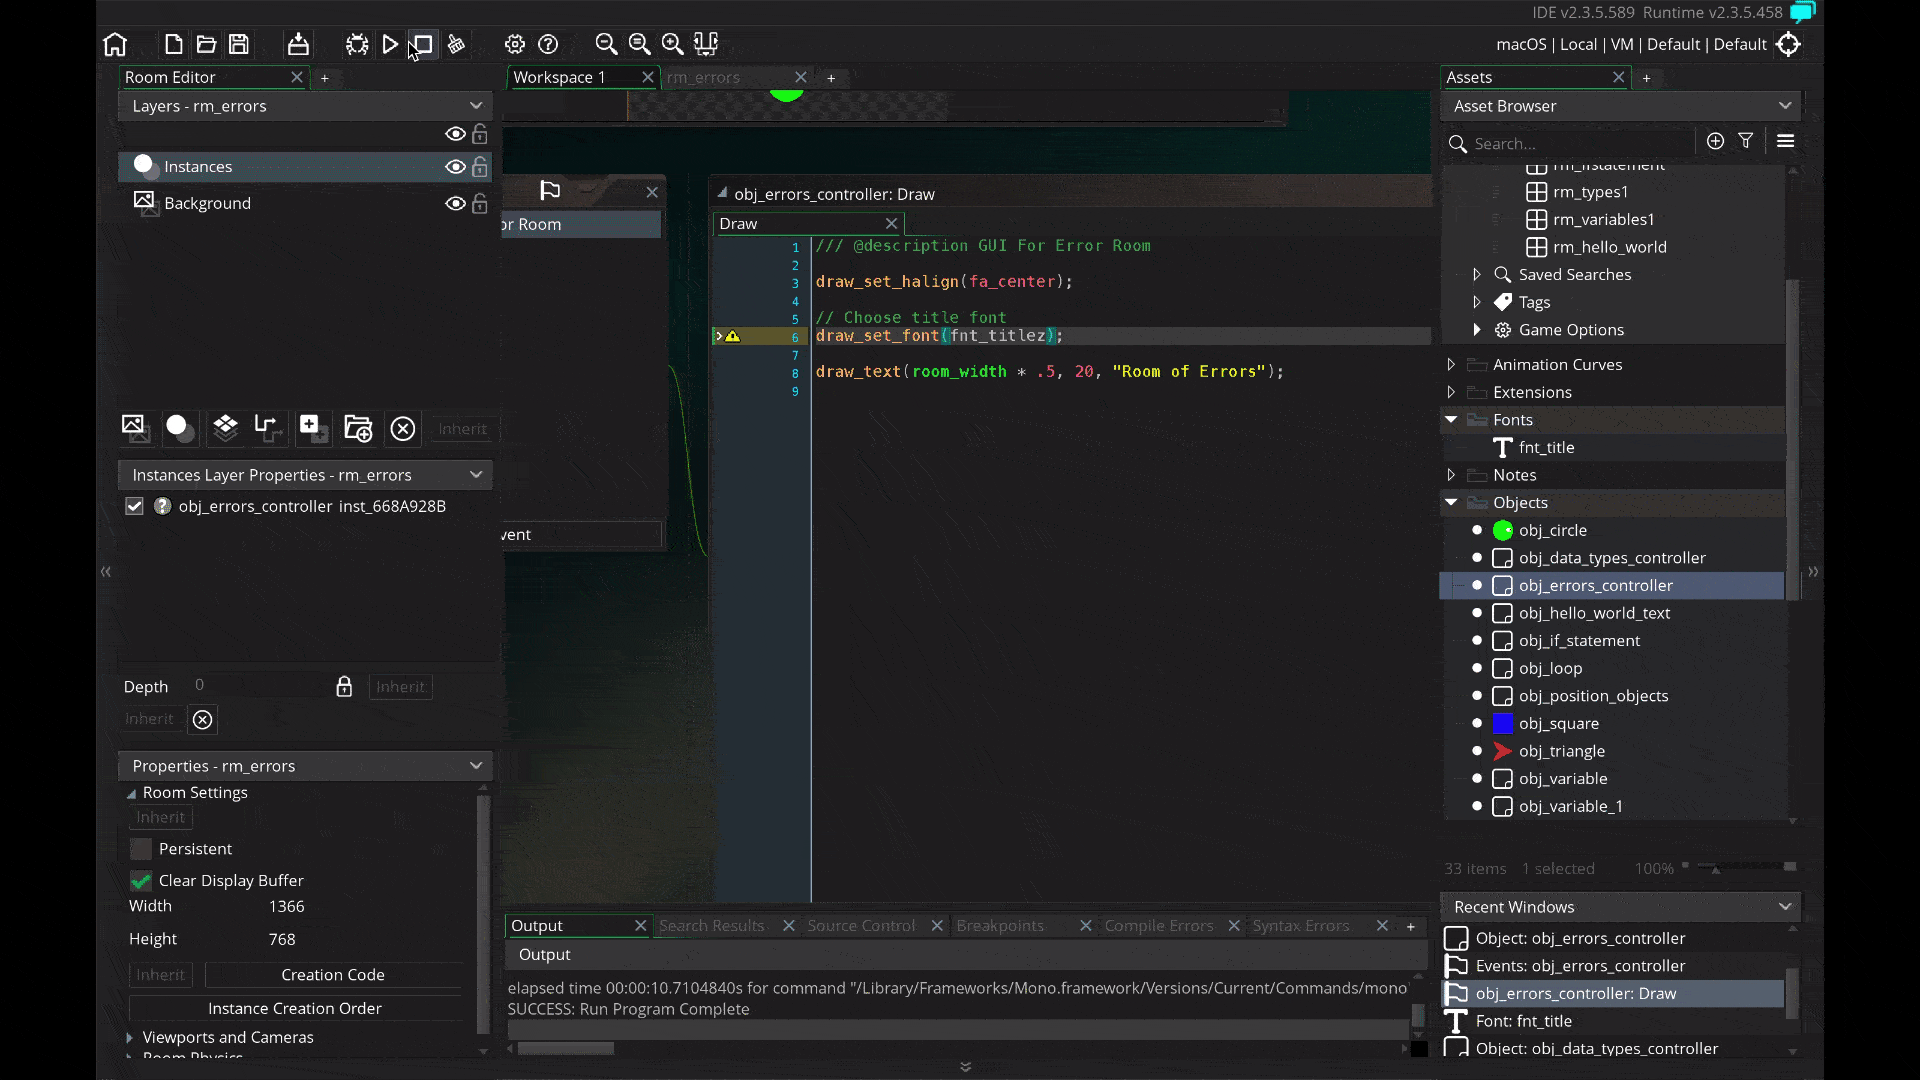 IDE v2.3.5.589 Runtime v2.3.5.458
macOS | Local | VM | Default | Default
Room Editor
Layers - rm_errors
Instances
Background
Inherit
Instances Layer Properties - rm_errors
obj_errors_controller inst_668A928B
Depth 0 Inherit
Inherit
Properties - rm_errors
Room Settings
Inherit
Persistent
Clear Display Buffer
Width 1366
Height 768
Inherit Creation Code
Instance Creation Order
Viewports and Cameras
Room Physics
Workspace 1 rm_errors
or Room
vent
obj_errors_controller: Draw
Draw
1 /// @description GUI For Error Room
2
3 draw_set_halign(fa_center);
4
5 // Choose title font
6 draw_set_font(fnt_titlez);
7
8 draw_text(room_width * .5, 20, "Room of Errors");
9
Output Search Results Source Control Breakpoints Compile Errors Syntax Errors
Output
elapsed time 00:00:10.7104840s for command "/Library/Frameworks/Mono.framework/Versions/Current/Commands/mono"
SUCCESS: Run Program Complete
Assets
Asset Browser
Search...
rm_ifstatement
rm_types1
rm_variables1
rm_hello_world
Saved Searches
Tags
Game Options
Animation Curves
Extensions
Fonts
fnt_title
Notes
Objects
obj_circle
obj_data_types_controller
obj_errors_controller
obj_hello_world_text
obj_if_statement
obj_loop
obj_position_objects
obj_square
obj_triangle
obj_variable
obj_variable_1
33 items 1 selected 100%
Recent Windows
Object: obj_errors_controller
Events: obj_errors_controller
obj_errors_controller: Draw
Font: fnt_title
Object: obj_data_types_controller